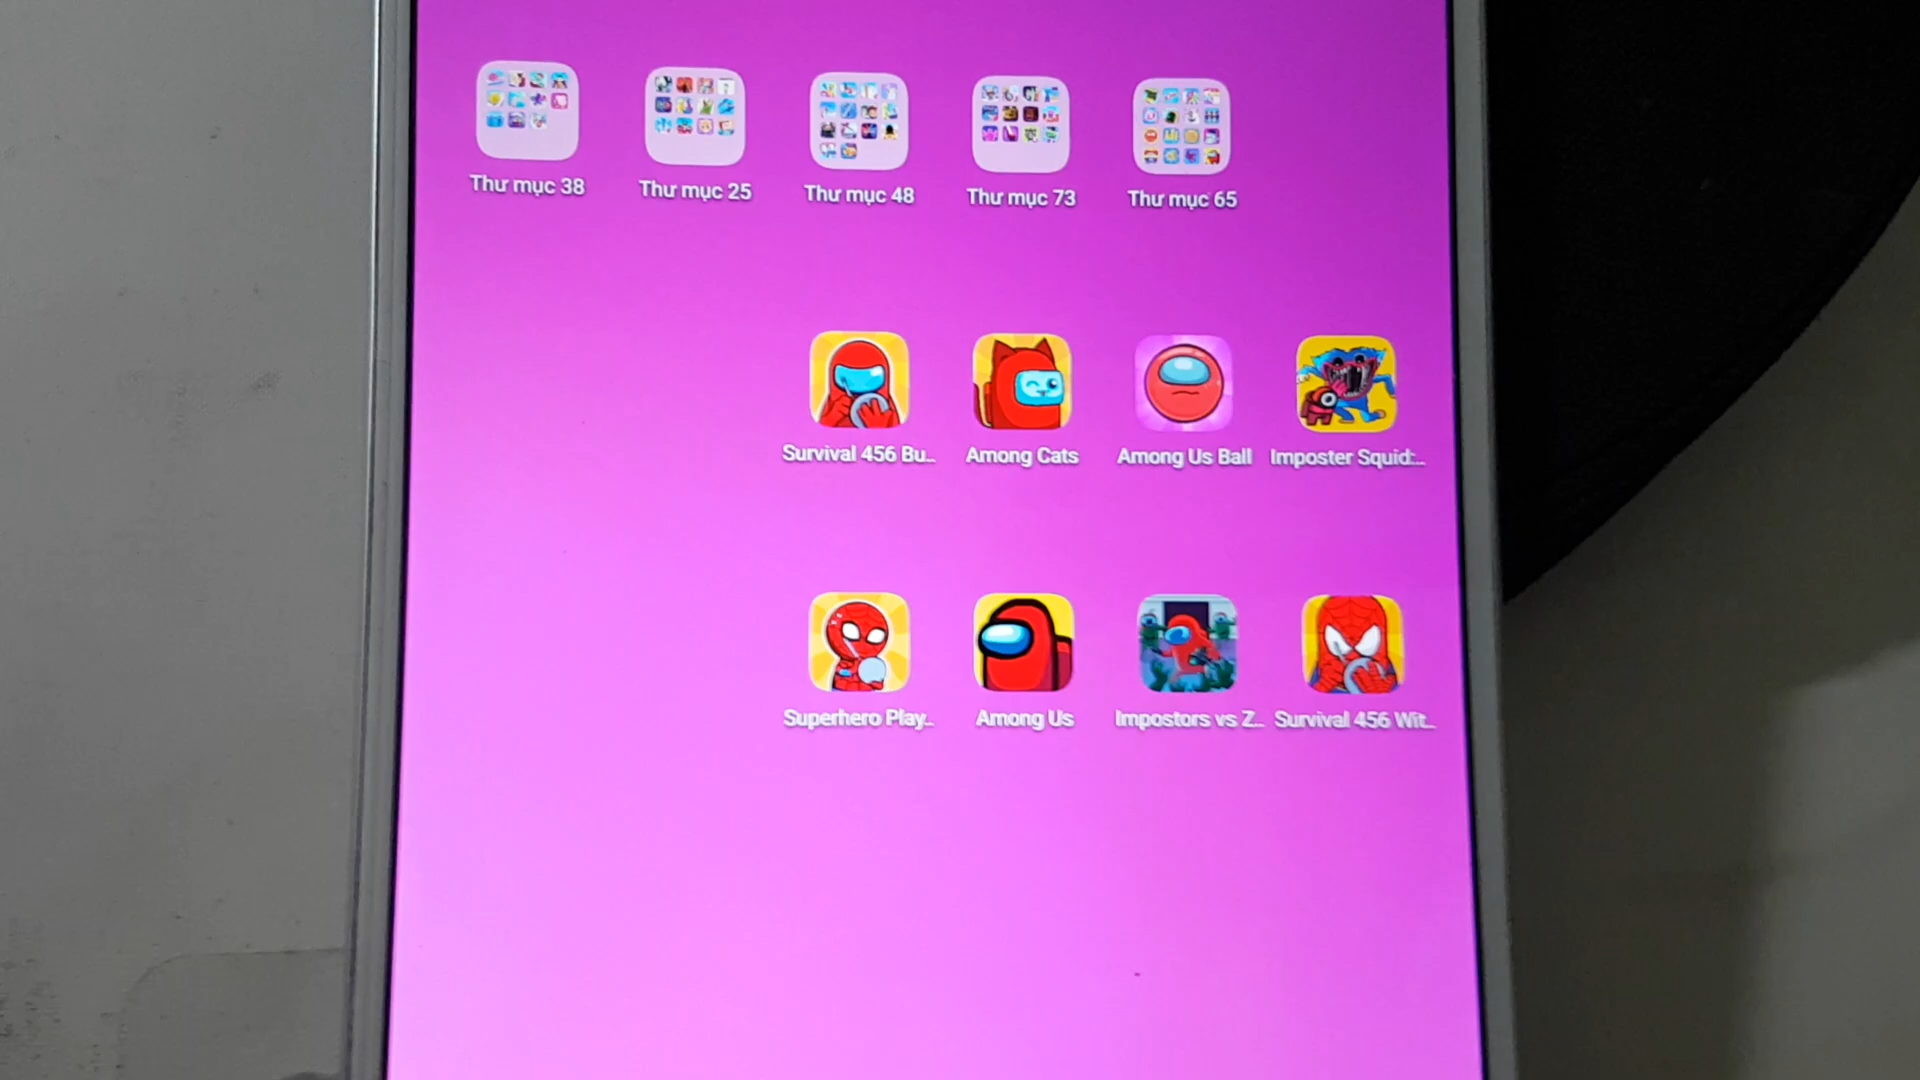 Thư mục 38
Thư mục 25
Thư mục 48
Thư mục 73
Thư mục 65
Survival 456 Bu...
Among Cats
Among Us Ball
Imposter Squid:...
Superhero Play...
Among Us
Impostors vs Z...
Survival 456 Wit...